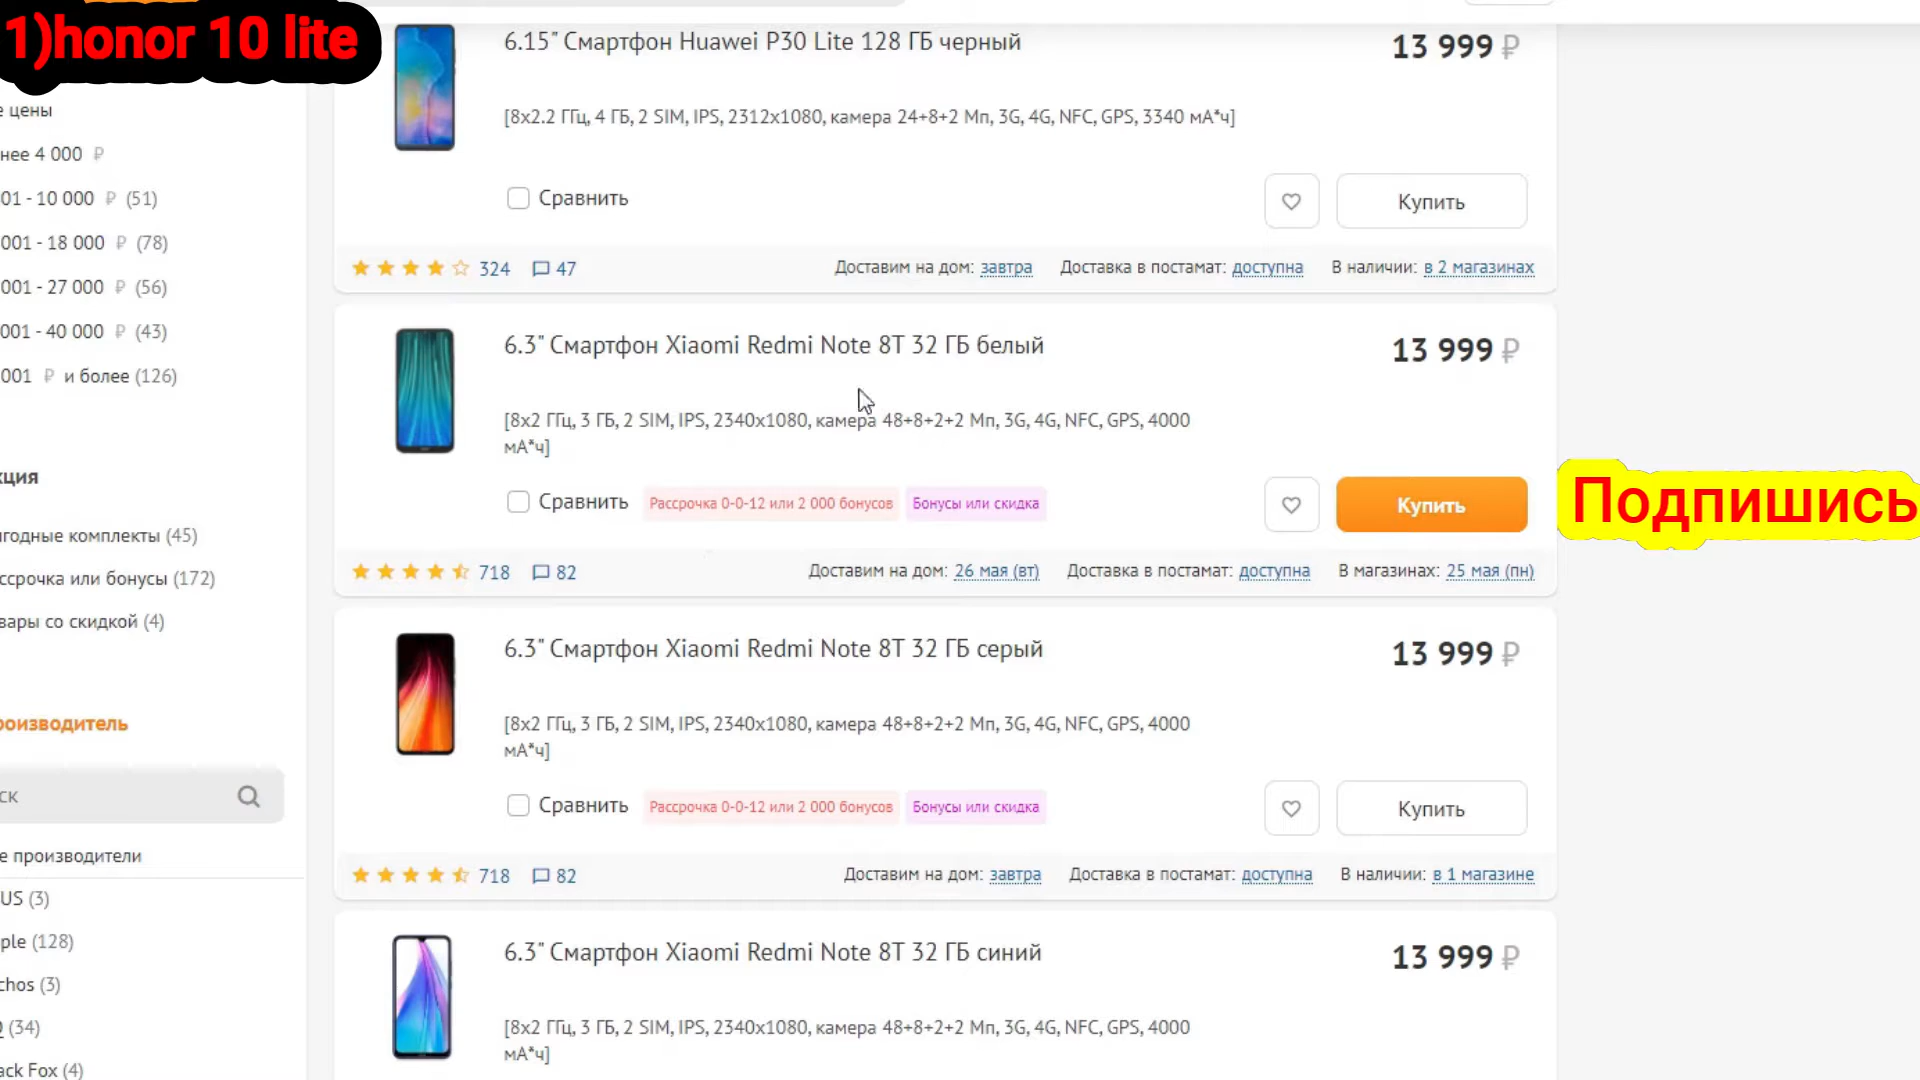 1)honor 10 lite
е цены
нее 4 000 ₽
01 - 10 000 ₽ (51)
001 - 18 000 ₽ (78)
001 - 27 000 ₽ (56)
001 - 40 000 ₽ (43)
001 ₽ и более (126)
кция
ігодные комплекты (45)
ссрочка или бонусы (172)
вары со скидкой (4)
роизводитель
ск
е производители
US (3)
ple (128)
chos (3)
Q (34)
ack Fox (4)
6.15" Смартфон Huawei P30 Lite 128 ГБ черный
13 999 ₽
[8x2.2 ГГц, 4 ГБ, 2 SIM, IPS, 2312x1080, камера 24+8+2 Мп, 3G, 4G, NFC, GPS, 3340 мА*ч]
Сравнить
Купить
324 47 Доставим на дом: завтра Доставка в постамат: доступна В наличии: в 2 магазинах
6.3" Смартфон Xiaomi Redmi Note 8T 32 ГБ белый
13 999 ₽
[8x2 ГГц, 3 ГБ, 2 SIM, IPS, 2340x1080, камера 48+8+2+2 Мп, 3G, 4G, NFC, GPS, 4000
мА*ч]
Сравнить Рассрочка 0-0-12 или 2 000 бонусов Бонусы или скидка
Купить
718 82 Доставим на дом: 26 мая (вт) Доставка в постамат: доступна В магазинах: 25 мая (пн)
6.3" Смартфон Xiaomi Redmi Note 8T 32 ГБ серый
13 999 ₽
[8x2 ГГц, 3 ГБ, 2 SIM, IPS, 2340x1080, камера 48+8+2+2 Мп, 3G, 4G, NFC, GPS, 4000
мА*ч]
Сравнить Рассрочка 0-0-12 или 2 000 бонусов Бонусы или скидка
Купить
718 82 Доставим на дом: завтра Доставка в постамат: доступна В наличии: в 1 магазине
6.3" Смартфон Xiaomi Redmi Note 8T 32 ГБ синий
13 999 ₽
[8x2 ГГц, 3 ГБ, 2 SIM, IPS, 2340x1080, камера 48+8+2+2 Мп, 3G, 4G, NFC, GPS, 4000
мА*ч]
Подпишись